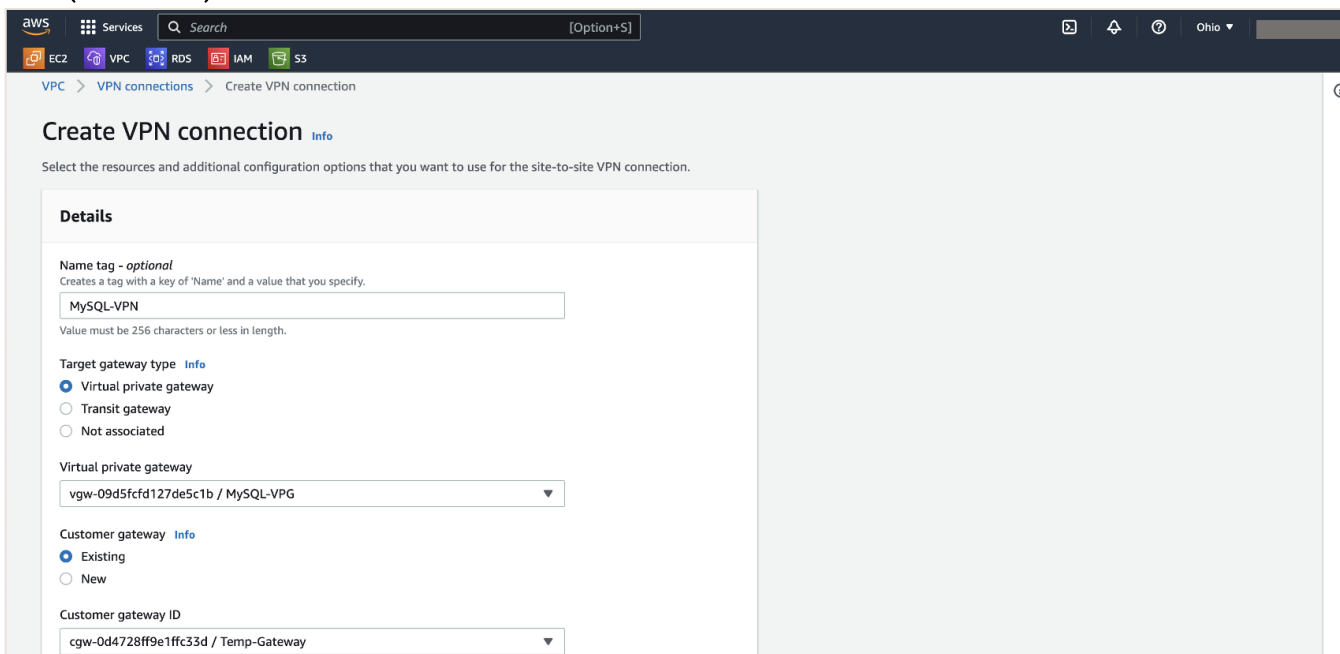 aws Services Search [Option+S] Ohio
EC2 VPC RDS IAM S3
VPC > VPN connections > Create VPN connection
Create VPN connection Info
Select the resources and additional configuration options that you want to use for the site-to-site VPN connection.
Details
Name tag - optional
Creates a tag with a key of 'Name' and a value that you specify.
MySQL-VPN
Value must be 256 characters or less in length.
Target gateway type Info
Virtual private gateway
Transit gateway
Not associated
Virtual private gateway
vgw-09d5fcfd127de5c1b / MySQL-VPG
Customer gateway Info
Existing
New
Customer gateway ID
cgw-0d4728ff9e1ffc33d / Temp-Gateway